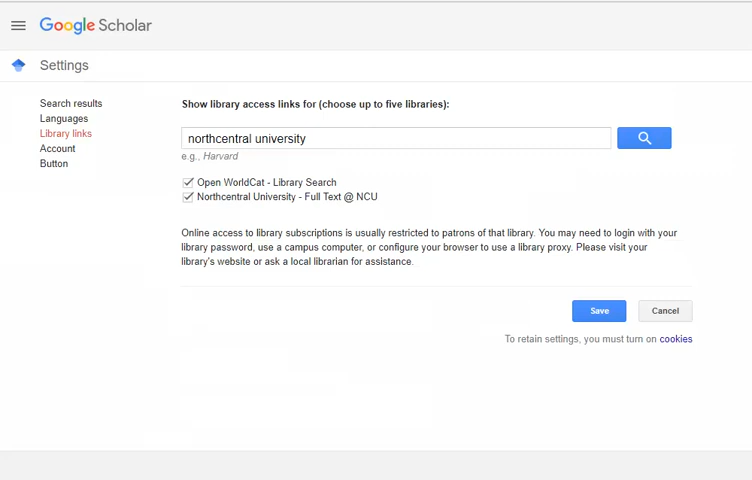 Google Scholar
Settings
Search results
Languages
Library links
Account
Button
Show library access links for (choose up to five libraries):
northcentral university
e.g., Harvard
Open WorldCat - Library Search
Northcentral University - Full Text @ NCU
Online access to library subscriptions is usually restricted to patrons of that library. You may need to login with your
library password, use a campus computer, or configure your browser to use a library proxy. Please visit your
library's website or ask a local librarian for assistance.
Save Cancel
To retain settings, you must turn on cookies